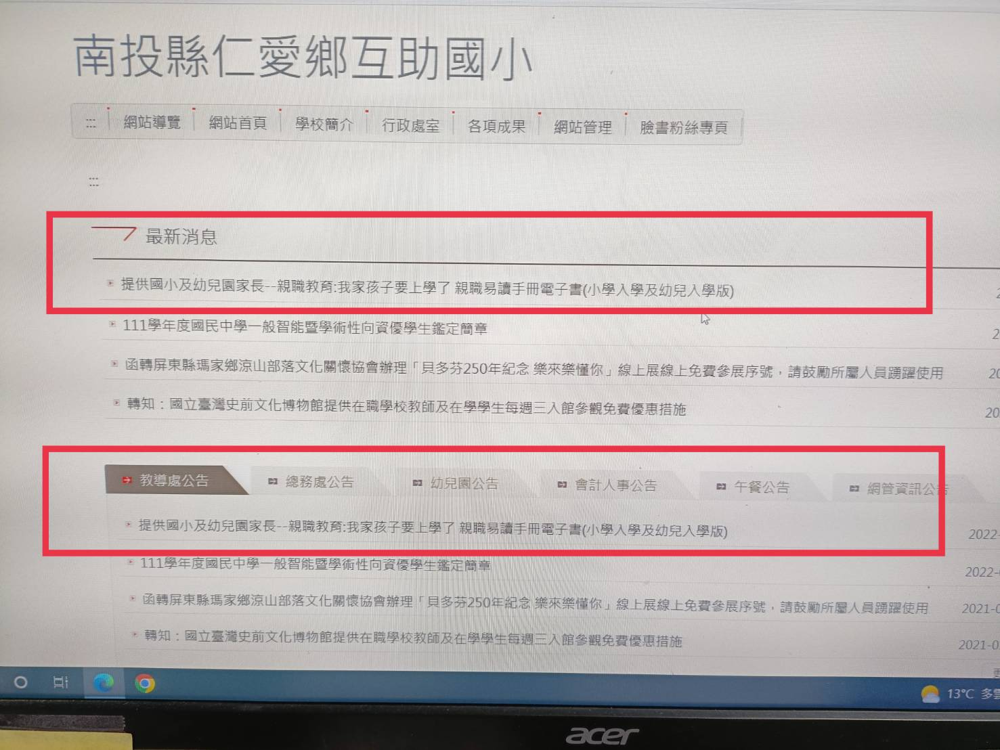 南投縣仁愛鄉互助國小
網站導覽 網站首頁 學校簡介 行政處室 各項成果 網站管理 臉書粉絲專頁
最新消息
提供國小及幼兒園家長--親職教育:我家孩子要上學了 親職易讀手冊電子書(小學入學及幼兒入學版)
111學年度國民中學一般智能暨學術性向資優學生鑑定簡章
函轉屏東縣瑪家鄉涼山部落文化關懷協會辦理「貝多芬250年紀念 樂來樂懂你」線上展線上免費參展序號，請鼓勵所屬人員踴躍使用
轉知：國立臺灣史前文化博物館提供在職學校教師及在學學生每週三入館參觀免費優惠措施
教導處公告 總務處公告 幼兒園公告 會計人事公告 午餐公告 網管資訊公告
提供國小及幼兒園家長--親職教育:我家孩子要上學了 親職易讀手冊電子書(小學入學及幼兒入學版) 2022-
111學年度國民中學一般智能暨學術性向資優學生鑑定簡章 2022-
函轉屏東縣瑪家鄉涼山部落文化關懷協會辦理「貝多芬250年紀念 樂來樂懂你」線上展線上免費參展序號，請鼓勵所屬人員踴躍使用 2021-0
轉知：國立臺灣史前文化博物館提供在職學校教師及在學學生每週三入館參觀免費優惠措施 2021-0
13°C 多雲
acer